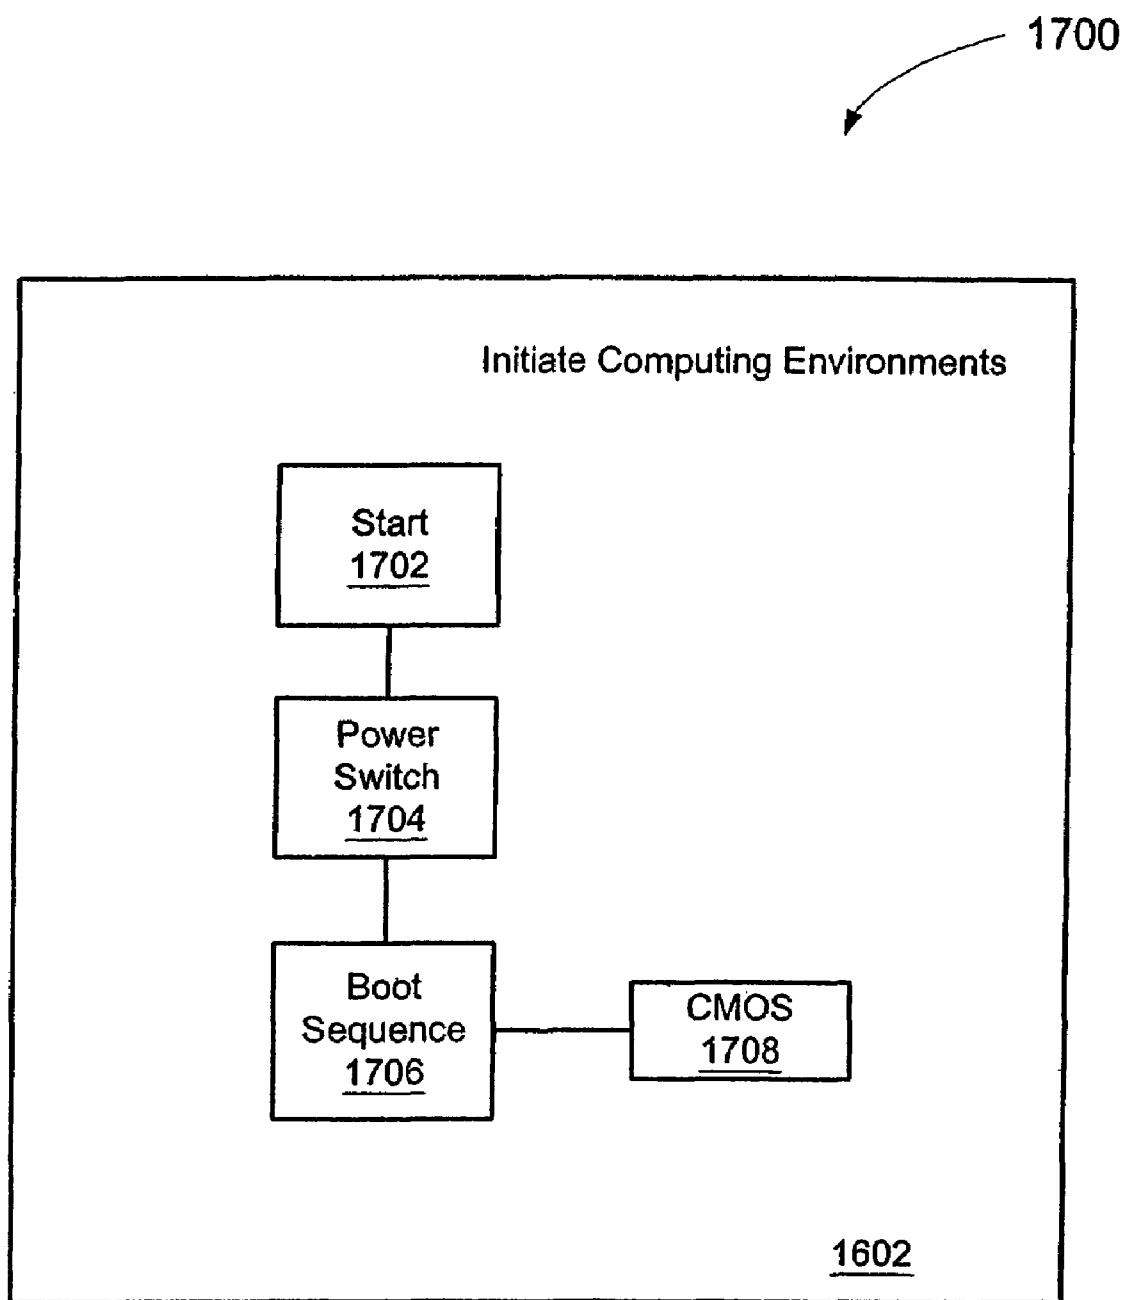 1700
Initiate Computing Environments
Start
1702
Power
Switch
1704
Boot
Sequence
1706
CMOS
1708
1602